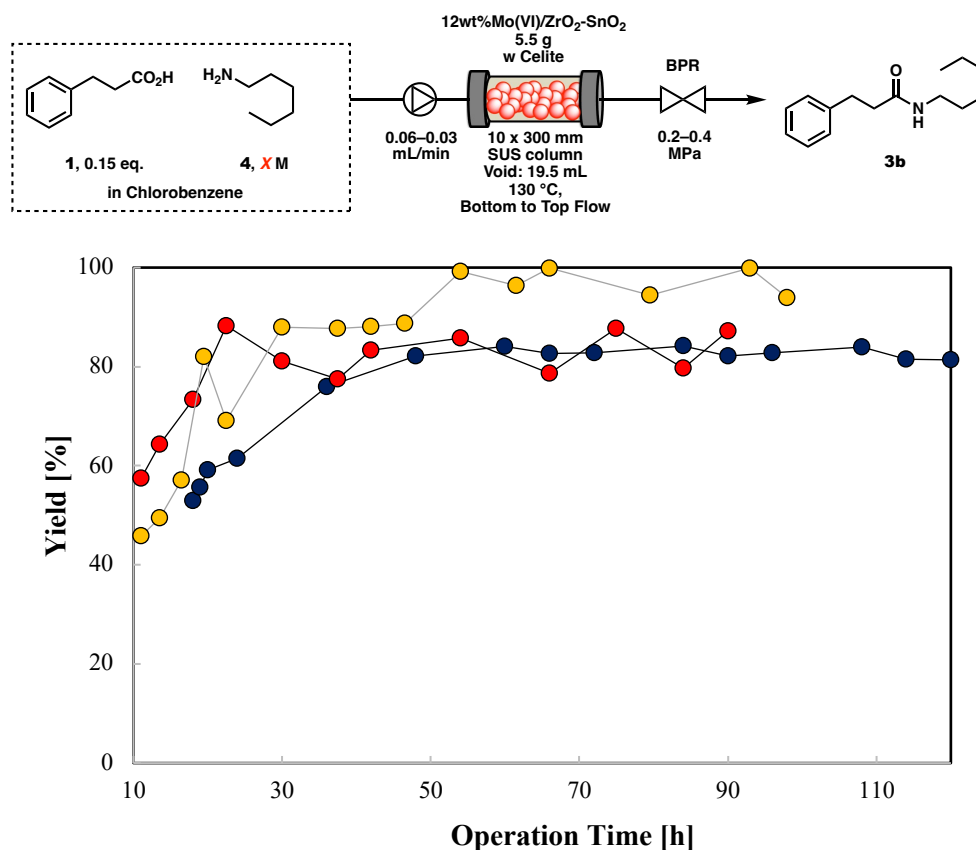 12wt%Mo(VI)/ZrO2-SnO2
5.5 g
w Celite
CO2H
H2N
1, 0.15 eq.
4, X M
in Chlorobenzene
0.06–0.03
mL/min
10 x 300 mm
SUS column
Void: 19.5 mL
130 °C,
Bottom to Top Flow
BPR
0.2–0.4
MPa
O
N
H
3b
100
80
60
40
20
0
Yield [%]
10 30 50 70 90 110
Operation Time [h]